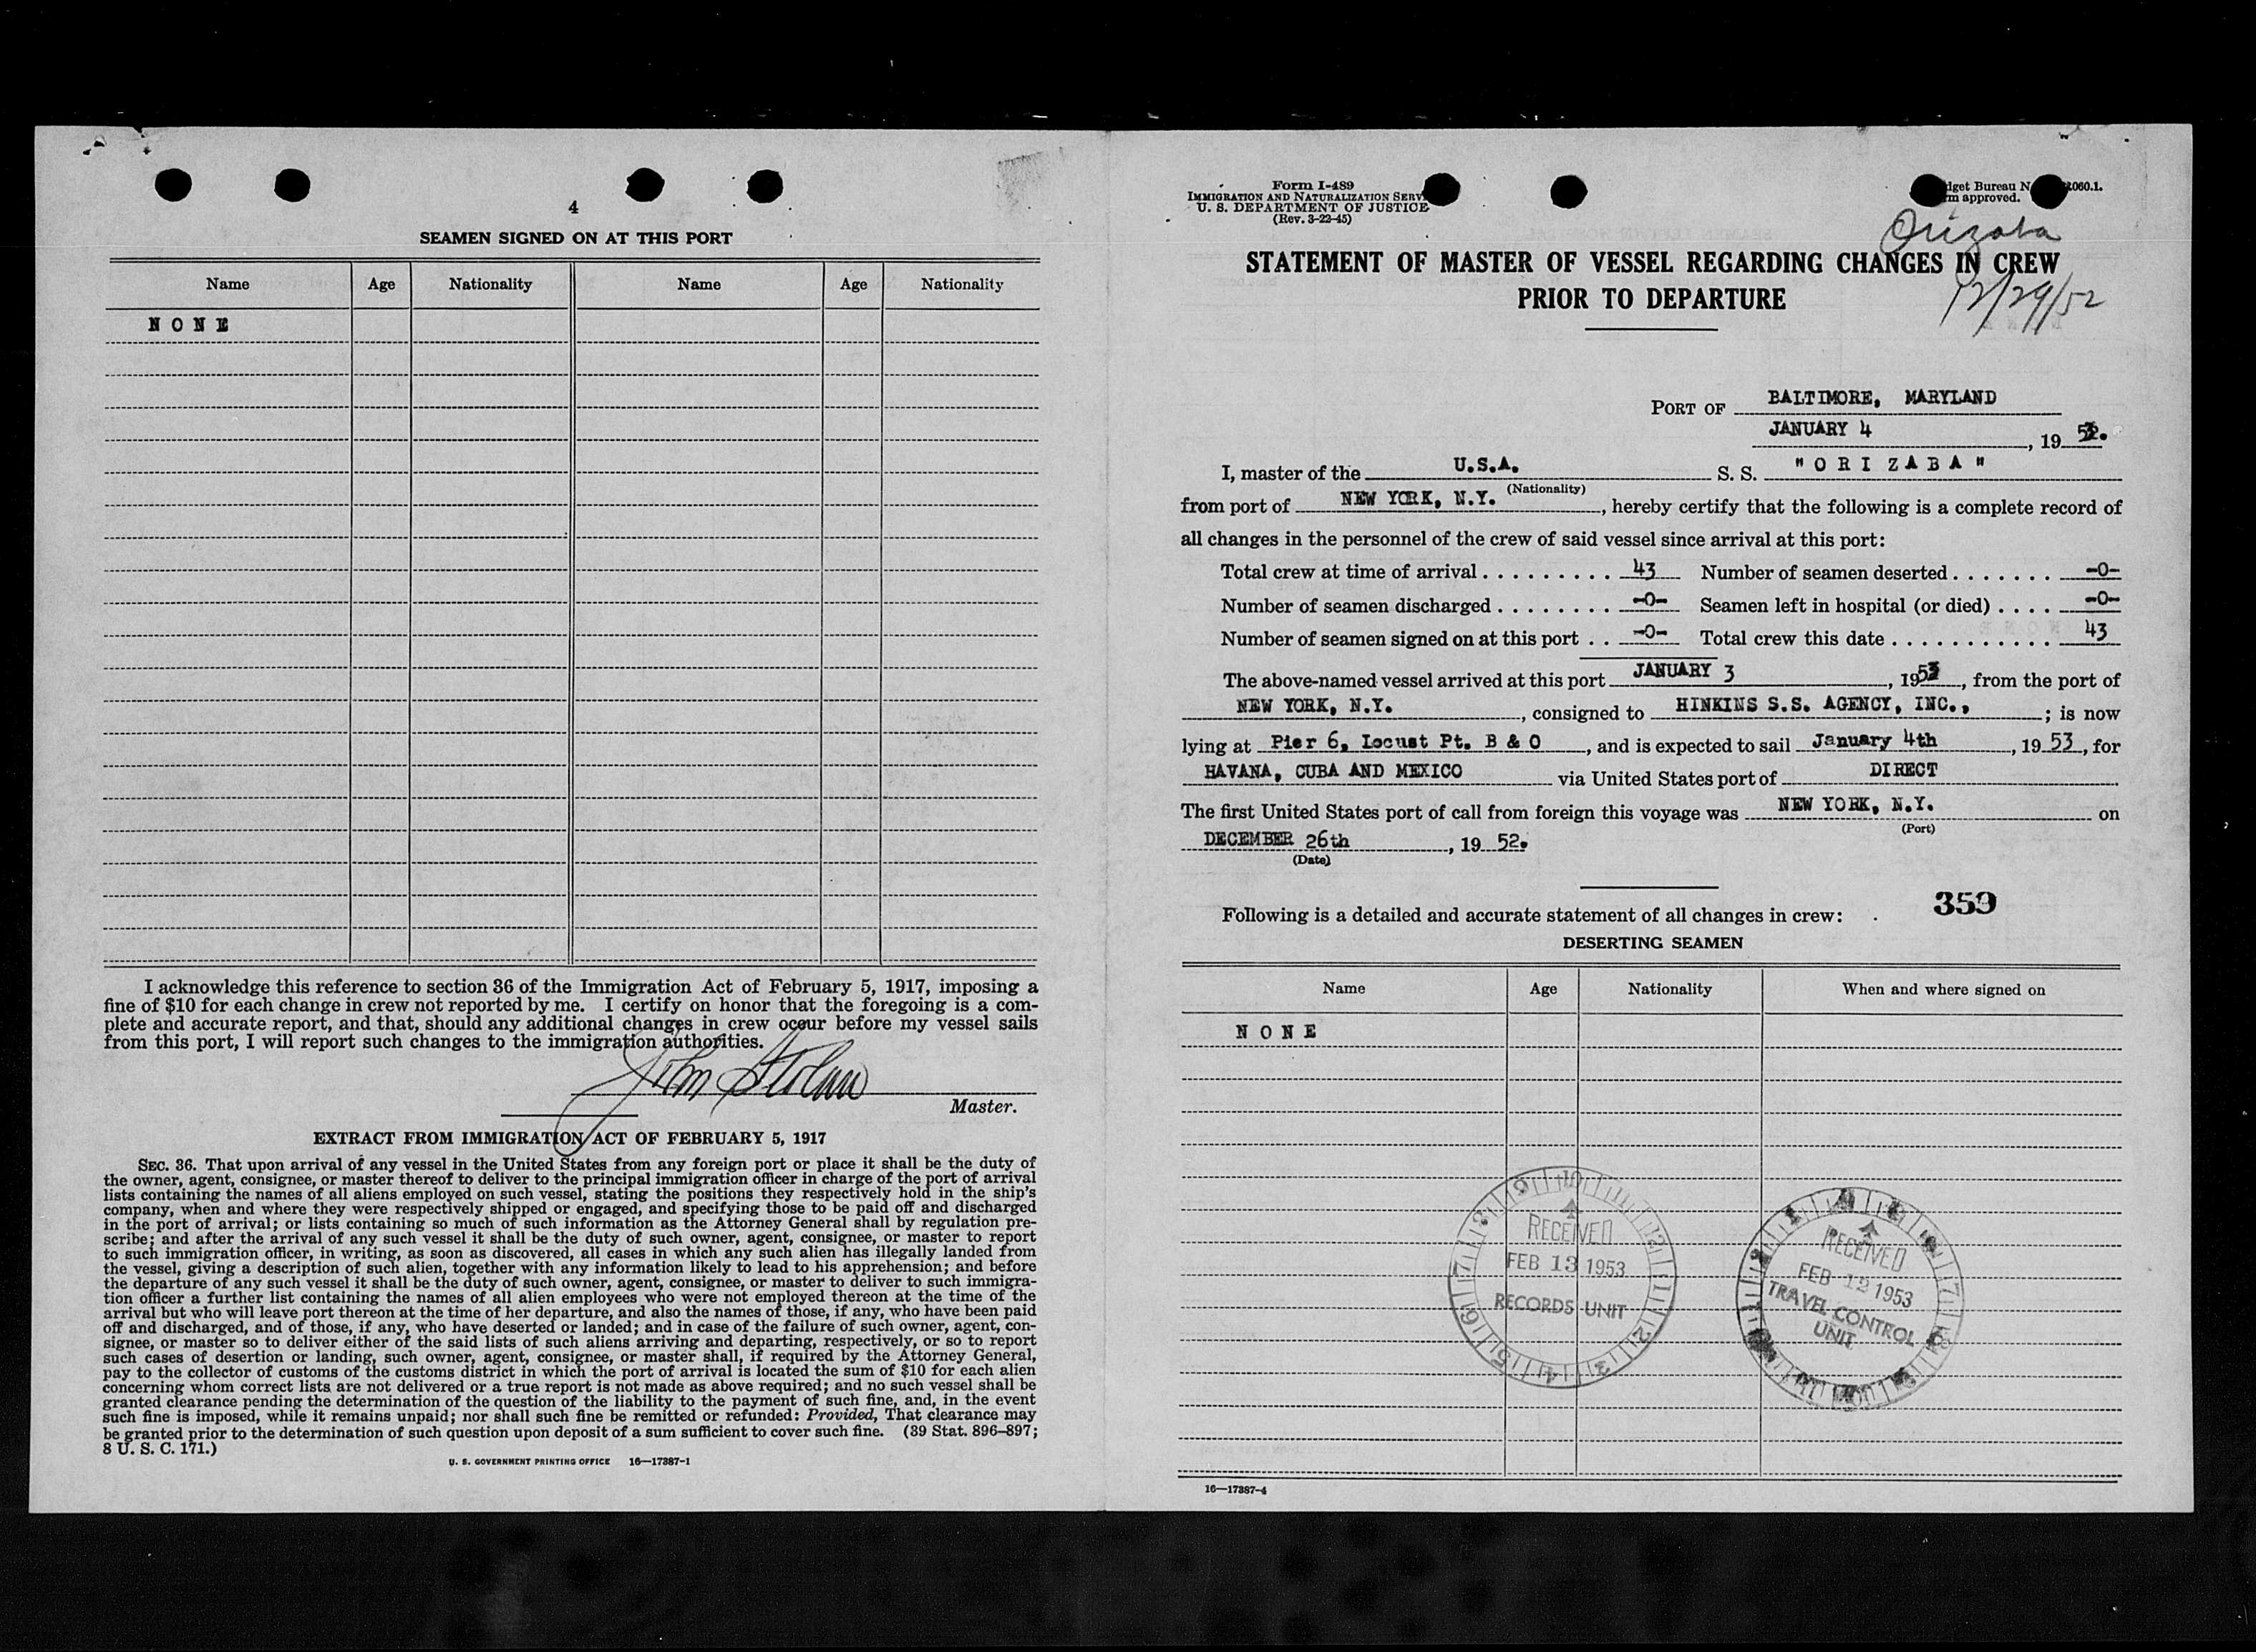 4
SEAMEN SIGNED ON AT THIS PORT
Name Age Nationality Name Age Nationality
N O N E
I acknowledge this reference to section 36 of the Immigration Act of February 5, 1917, imposing a
fine of $10 for each change in crew not reported by me. I certify on honor that the foregoing is a com-
plete and accurate report, and that, should any additional changes in crew occur before my vessel sails
from this port, I will report such changes to the immigration authorities.
John
Master.
EXTRACT FROM IMMIGRATION ACT OF FEBRUARY 5, 1917
SEC. 36. That upon arrival of any vessel in the United States from any foreign port or place it shall be the duty of
the owner, agent, consignee, or master thereof to deliver to the principal immigration officer in charge of the port of arrival
lists containing the names of all aliens employed on such vessel, stating the positions they respectively hold in the ship's
company, when and where they were respectively shipped or engaged, and specifying those to be paid off and discharged
in the port of arrival; or lists containing so much of such information as the Attorney General shall by regulation pre-
scribe; and after the arrival of any such vessel it shall be the duty of such owner, agent, consignee, or master to report
to such immigration officer, in writing, as soon as discovered, all cases in which any such alien has illegally landed from
the vessel, giving a description of such alien, together with any information likely to lead to his apprehension; and before
the departure of any such vessel it shall be the duty of such owner, agent, consignee, or master to deliver to such immigra-
tion officer a further list containing the names of all alien employees who were not employed thereon at the time of the
arrival but who will leave port thereon at the time of her departure, and also the names of those, if any, who have been paid
off and discharged, and of those, if any, who have deserted or landed; and in case of the failure of such owner, agent, con-
signee, or master so to deliver either of the said lists of such aliens arriving and departing, respectively, or so to report
such cases of desertion or landing, such owner, agent, consignee, or master shall, if required by the Attorney General,
pay to the collector of customs of the customs district in which the port of arrival is located the sum of $10 for each alien
concerning whom correct lists are not delivered or a true report is not made as above required; and no such vessel shall be
granted clearance pending the determination of the question of the liability to the payment of such fine, and, in the event
such fine is imposed, while it remains unpaid; nor shall such fine be remitted or refunded: Provided, That clearance may
be granted prior to the determination of such question upon deposit of a sum sufficient to cover such fine. (39 Stat. 896–897;
8 U. S. C. 171.)
U. S. GOVERNMENT PRINTING OFFICE 16—17387-1
Form I-489
IMMIGRATION AND NATURALIZATION SERV
U. S. DEPARTMENT OF JUSTICE
(Rev. 3-22-45)
dget Bureau N 060.1.
m approved.
Orizaba
12/29/52
STATEMENT OF MASTER OF VESSEL REGARDING CHANGES IN CREW
PRIOR TO DEPARTURE
PORT OF BALTIMORE, MARYLAND
JANUARY 4, 19 53.
I, master of the U.S.A. S. S. "O R I Z A B A"
(Nationality)
from port of NEW YORK, N.Y., hereby certify that the following is a complete record of
all changes in the personnel of the crew of said vessel since arrival at this port:
Total crew at time of arrival . . . . . . . . . 43 Number of seamen deserted . . . . . . . -0-
Number of seamen discharged . . . . . . . . -0- Seamen left in hospital (or died) . . . . -0-
Number of seamen signed on at this port . . -0- Total crew this date . . . . . . . . . . . 43
The above-named vessel arrived at this port JANUARY 3, 1953, from the port of
NEW YORK, N.Y., consigned to HINKINS S.S. AGENCY, INC., ; is now
lying at Pier 6, Locust Pt. B & O, and is expected to sail January 4th, 19 53, for
HAVANA, CUBA AND MEXICO via United States port of DIRECT
The first United States port of call from foreign this voyage was NEW YORK, N.Y. on
(Port)
DECEMBER 26th, 19 52.
(Date)
359
Following is a detailed and accurate statement of all changes in crew:
DESERTING SEAMEN
Name Age Nationality When and where signed on
N O N E
RECEIVED
FEB 13 1953
RECORDS UNIT
RECEIVED
FEB 12 1953
TRAVEL CONTROL
UNIT
16—17387-4